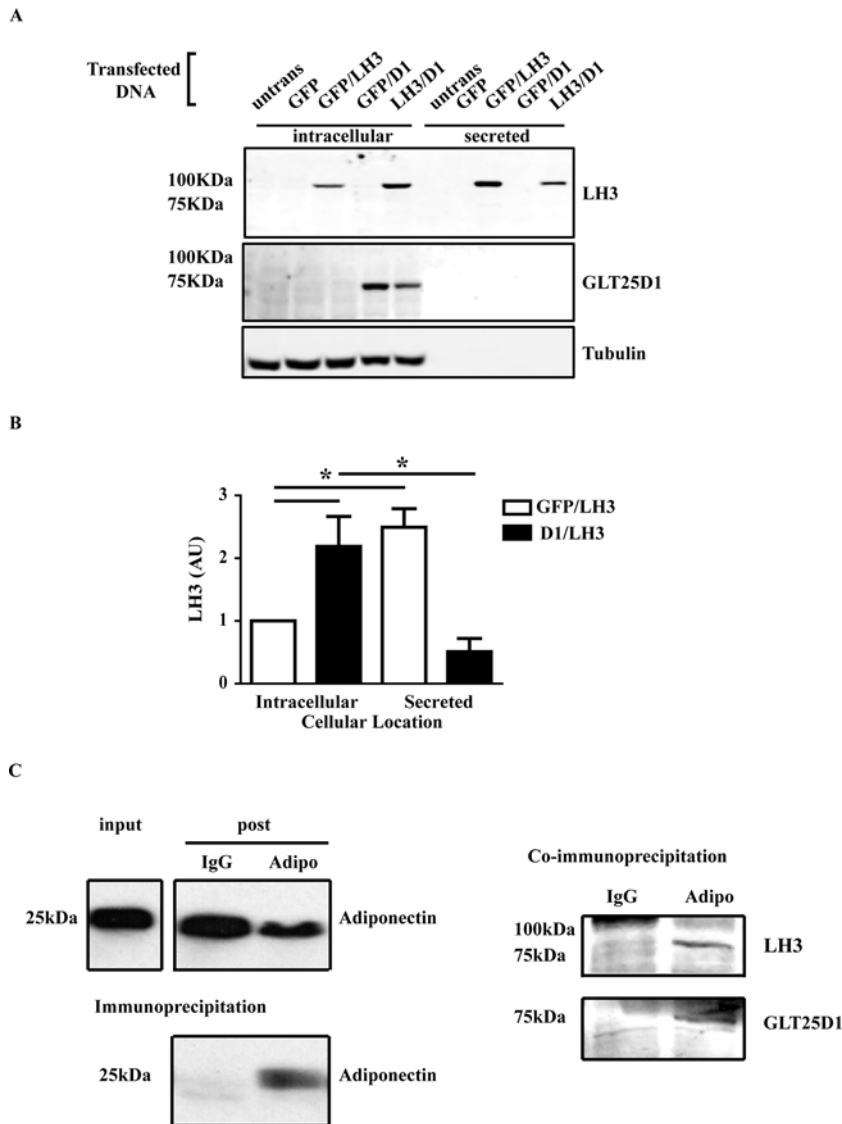 A
Transfected
DNA
untrans
GFP
GFP/LH3
GFP/D1
LH3/D1
untrans
GFP
GFP/LH3
GFP/D1
LH3/D1
intracellular
secreted
100KDa
75KDa
LH3
100KDa
75KDa
GLT25D1
Tubulin
B
* *
3
2
1
0
LH3 (AU)
GFP/LH3
D1/LH3
Intracellular Secreted
Cellular Location
C
input
post
IgG Adipo
25kDa
Adiponectin
Immunoprecipitation
25kDa
Adiponectin
Co-immunoprecipitation
IgG Adipo
100kDa
75kDa
LH3
75kDa
GLT25D1